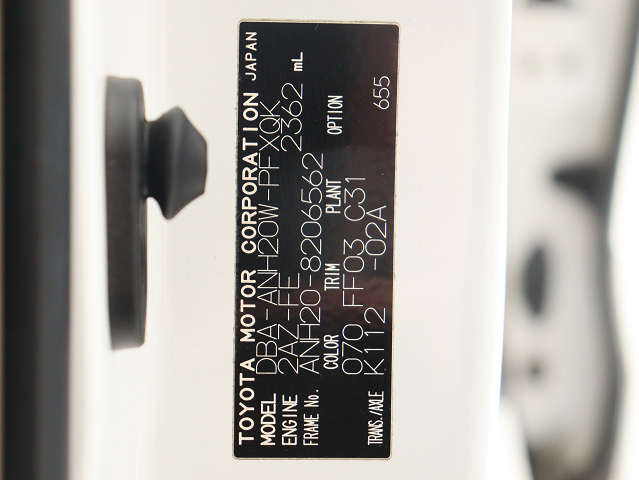 TOYOTA MOTOR CORPORATION JAPAN
MODEL DBA-ANH20W-PFXQK
ENGINE 2AZ-FE 2362 mL
FRAME No. ANH20-8206562
COLOR TRIM PLANT OPTION
070 FF03 C31
TRANS./AXLE K112 -02A 655